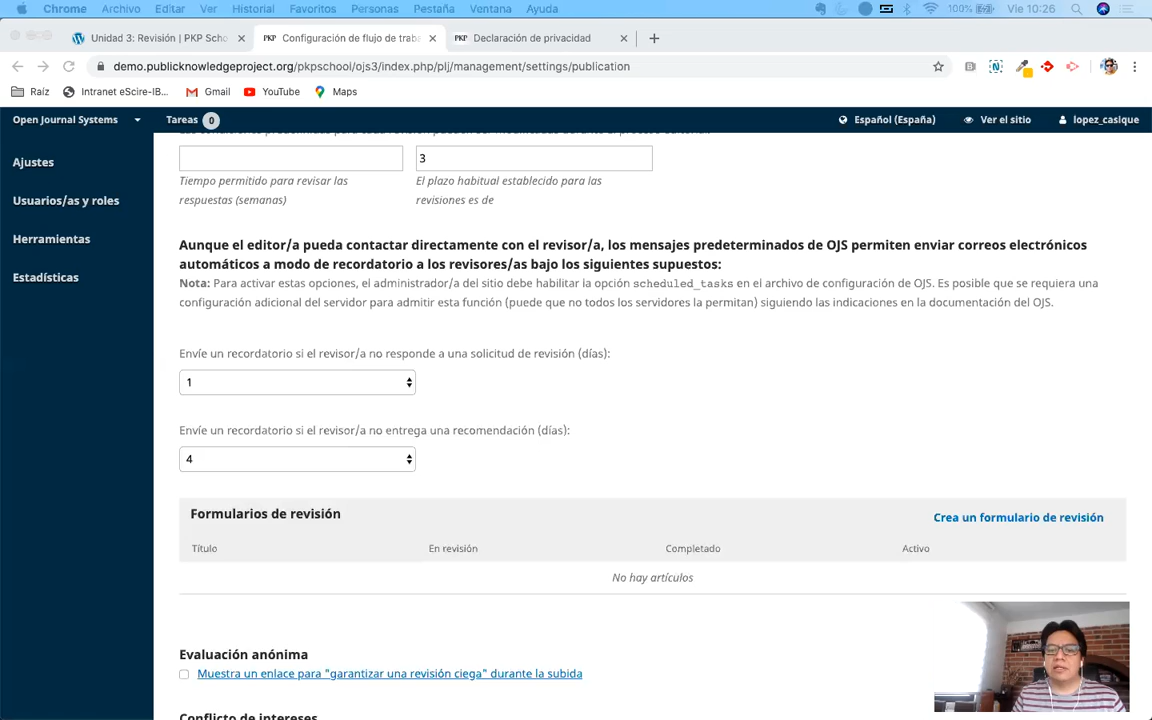 Chrome Archivo Editar Ver Historial Favoritos Personas Pestaña Ventana Ayuda 100% Vie 10:26
Unidad 3: Revisión | PKP Scho
PKP Configuración de flujo de trab
PKP Declaración de privacidad
demo.publicknowledgeproject.org/pkpschool/ojs3/index.php/plj/management/settings/publication
Raíz Intranet eScire-IB... Gmail YouTube Maps
Open Journal Systems Tareas 0 Español (España) Ver el sitio lopez_casique
Ajustes
Usuarios/as y roles
Herramientas
Estadísticas
3
Tiempo permitido para revisar las
respuestas (semanas)
El plazo habitual establecido para las
revisiones es de
Aunque el editor/a pueda contactar directamente con el revisor/a, los mensajes predeterminados de OJS permiten enviar correos electrónicos
automáticos a modo de recordatorio a los revisores/as bajo los siguientes supuestos:
Nota: Para activar estas opciones, el administrador/a del sitio debe habilitar la opción scheduled_tasks en el archivo de configuración de OJS. Es posible que se requiera una
configuración adicional del servidor para admitir esta función (puede que no todos los servidores la permitan) siguiendo las indicaciones en la documentación del OJS.
Envíe un recordatorio si el revisor/a no responde a una solicitud de revisión (días):
1
Envíe un recordatorio si el revisor/a no entrega una recomendación (días):
4
Formularios de revisión
Crea un formulario de revisión
Título En revisión Completado Activo
No hay artículos
Evaluación anónima
Muestra un enlace para "garantizar una revisión ciega" durante la subida
Conflicto de intereses